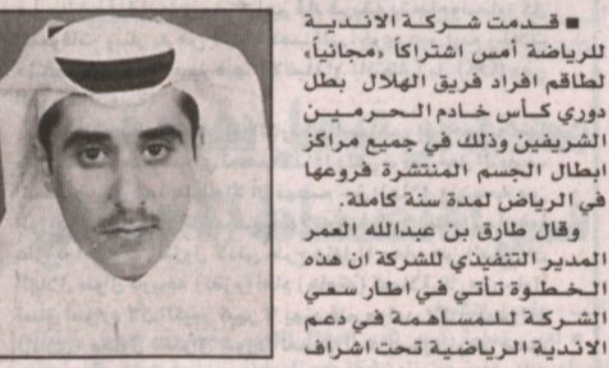 ■ قدمت شركة الاندية
للرياضة أمس اشتراكاً «مجانياً»
لطاقم افراد فريق الهلال بطل
دوري كأس خادم الحرمين
الشريفين وذلك في جميع مراكز
ابطال الجسم المنتشرة فروعها
في الرياض لمدة سنة كاملة.
وقال طارق بن عبدالله العمر
المدير التنفيذي للشركة ان هذه
الخطوة تأتي في اطار سعي
الشركة للمساهمة في دعم
الاندية الرياضية تحت اشراف